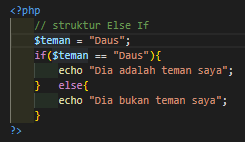 <?php
// struktur Else If
$teman = "Daus";
if($teman == "Daus"){
echo "Dia adalah teman saya";
} else{
echo "Dia bukan teman saya";
}
?>